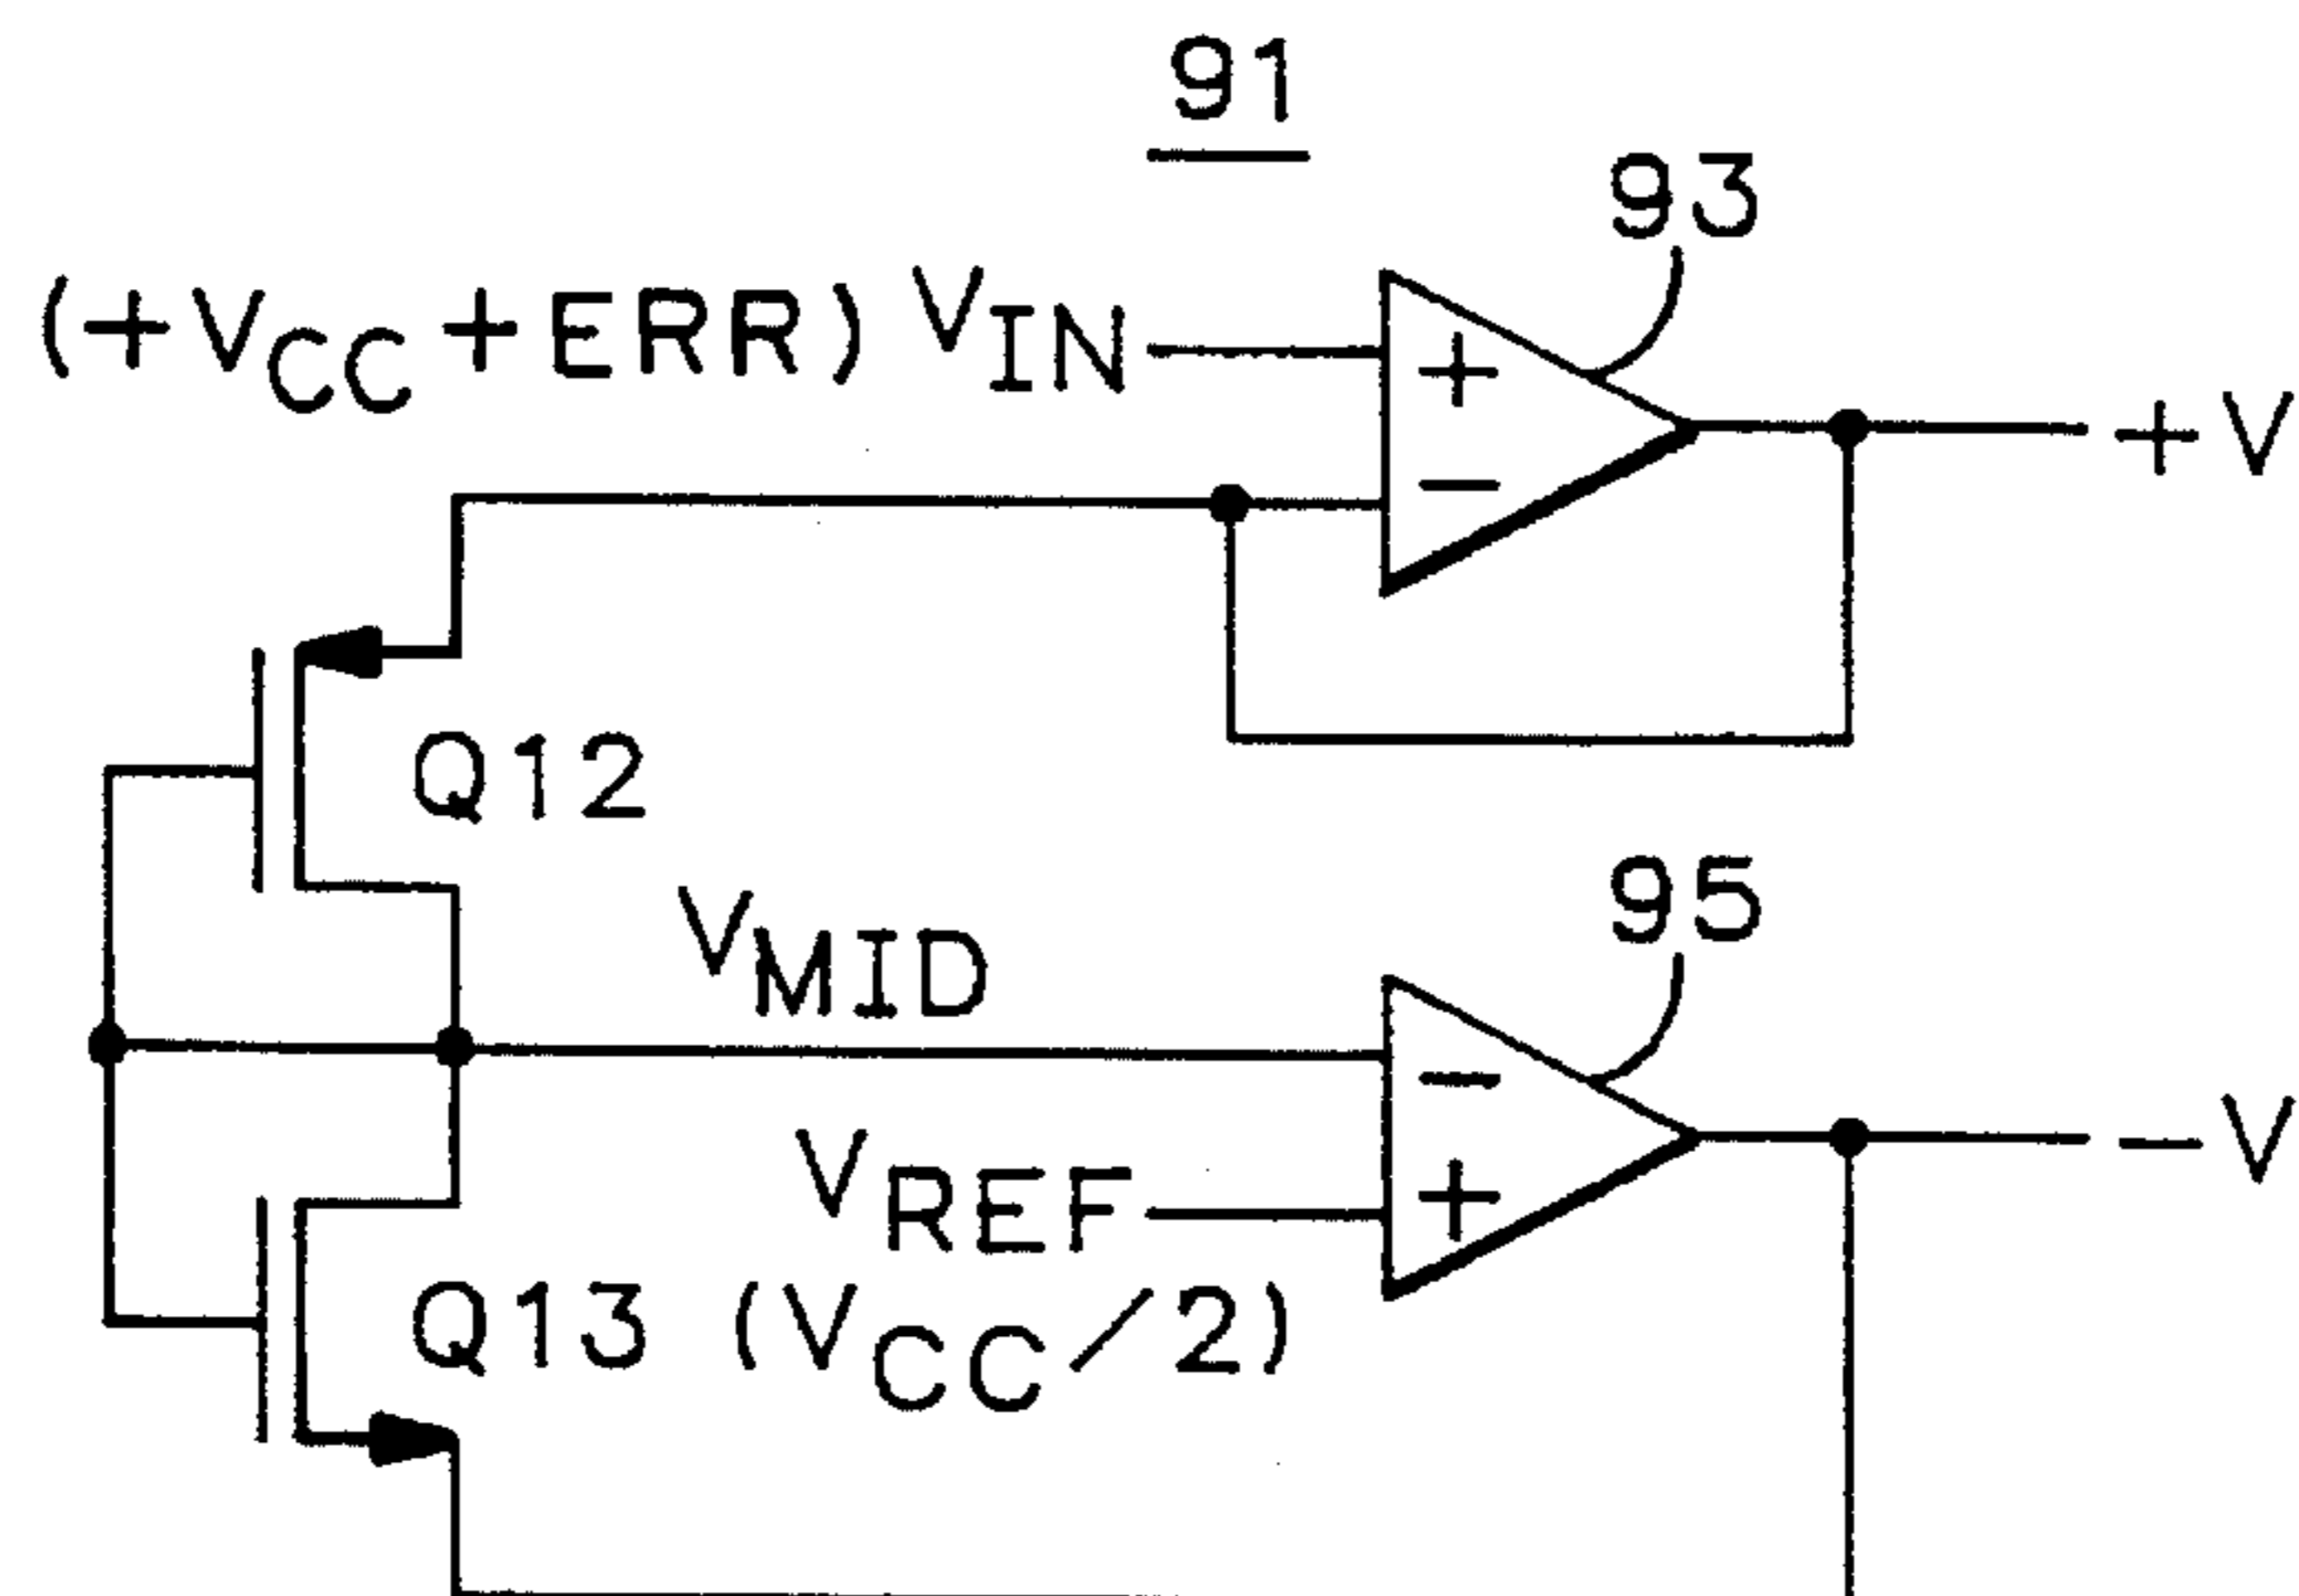 91
93
(+VCC+ERR) VIN
+
−
+V
Q12
VMID
95
−
−V
VREF
+
Q13 (VCC/2)